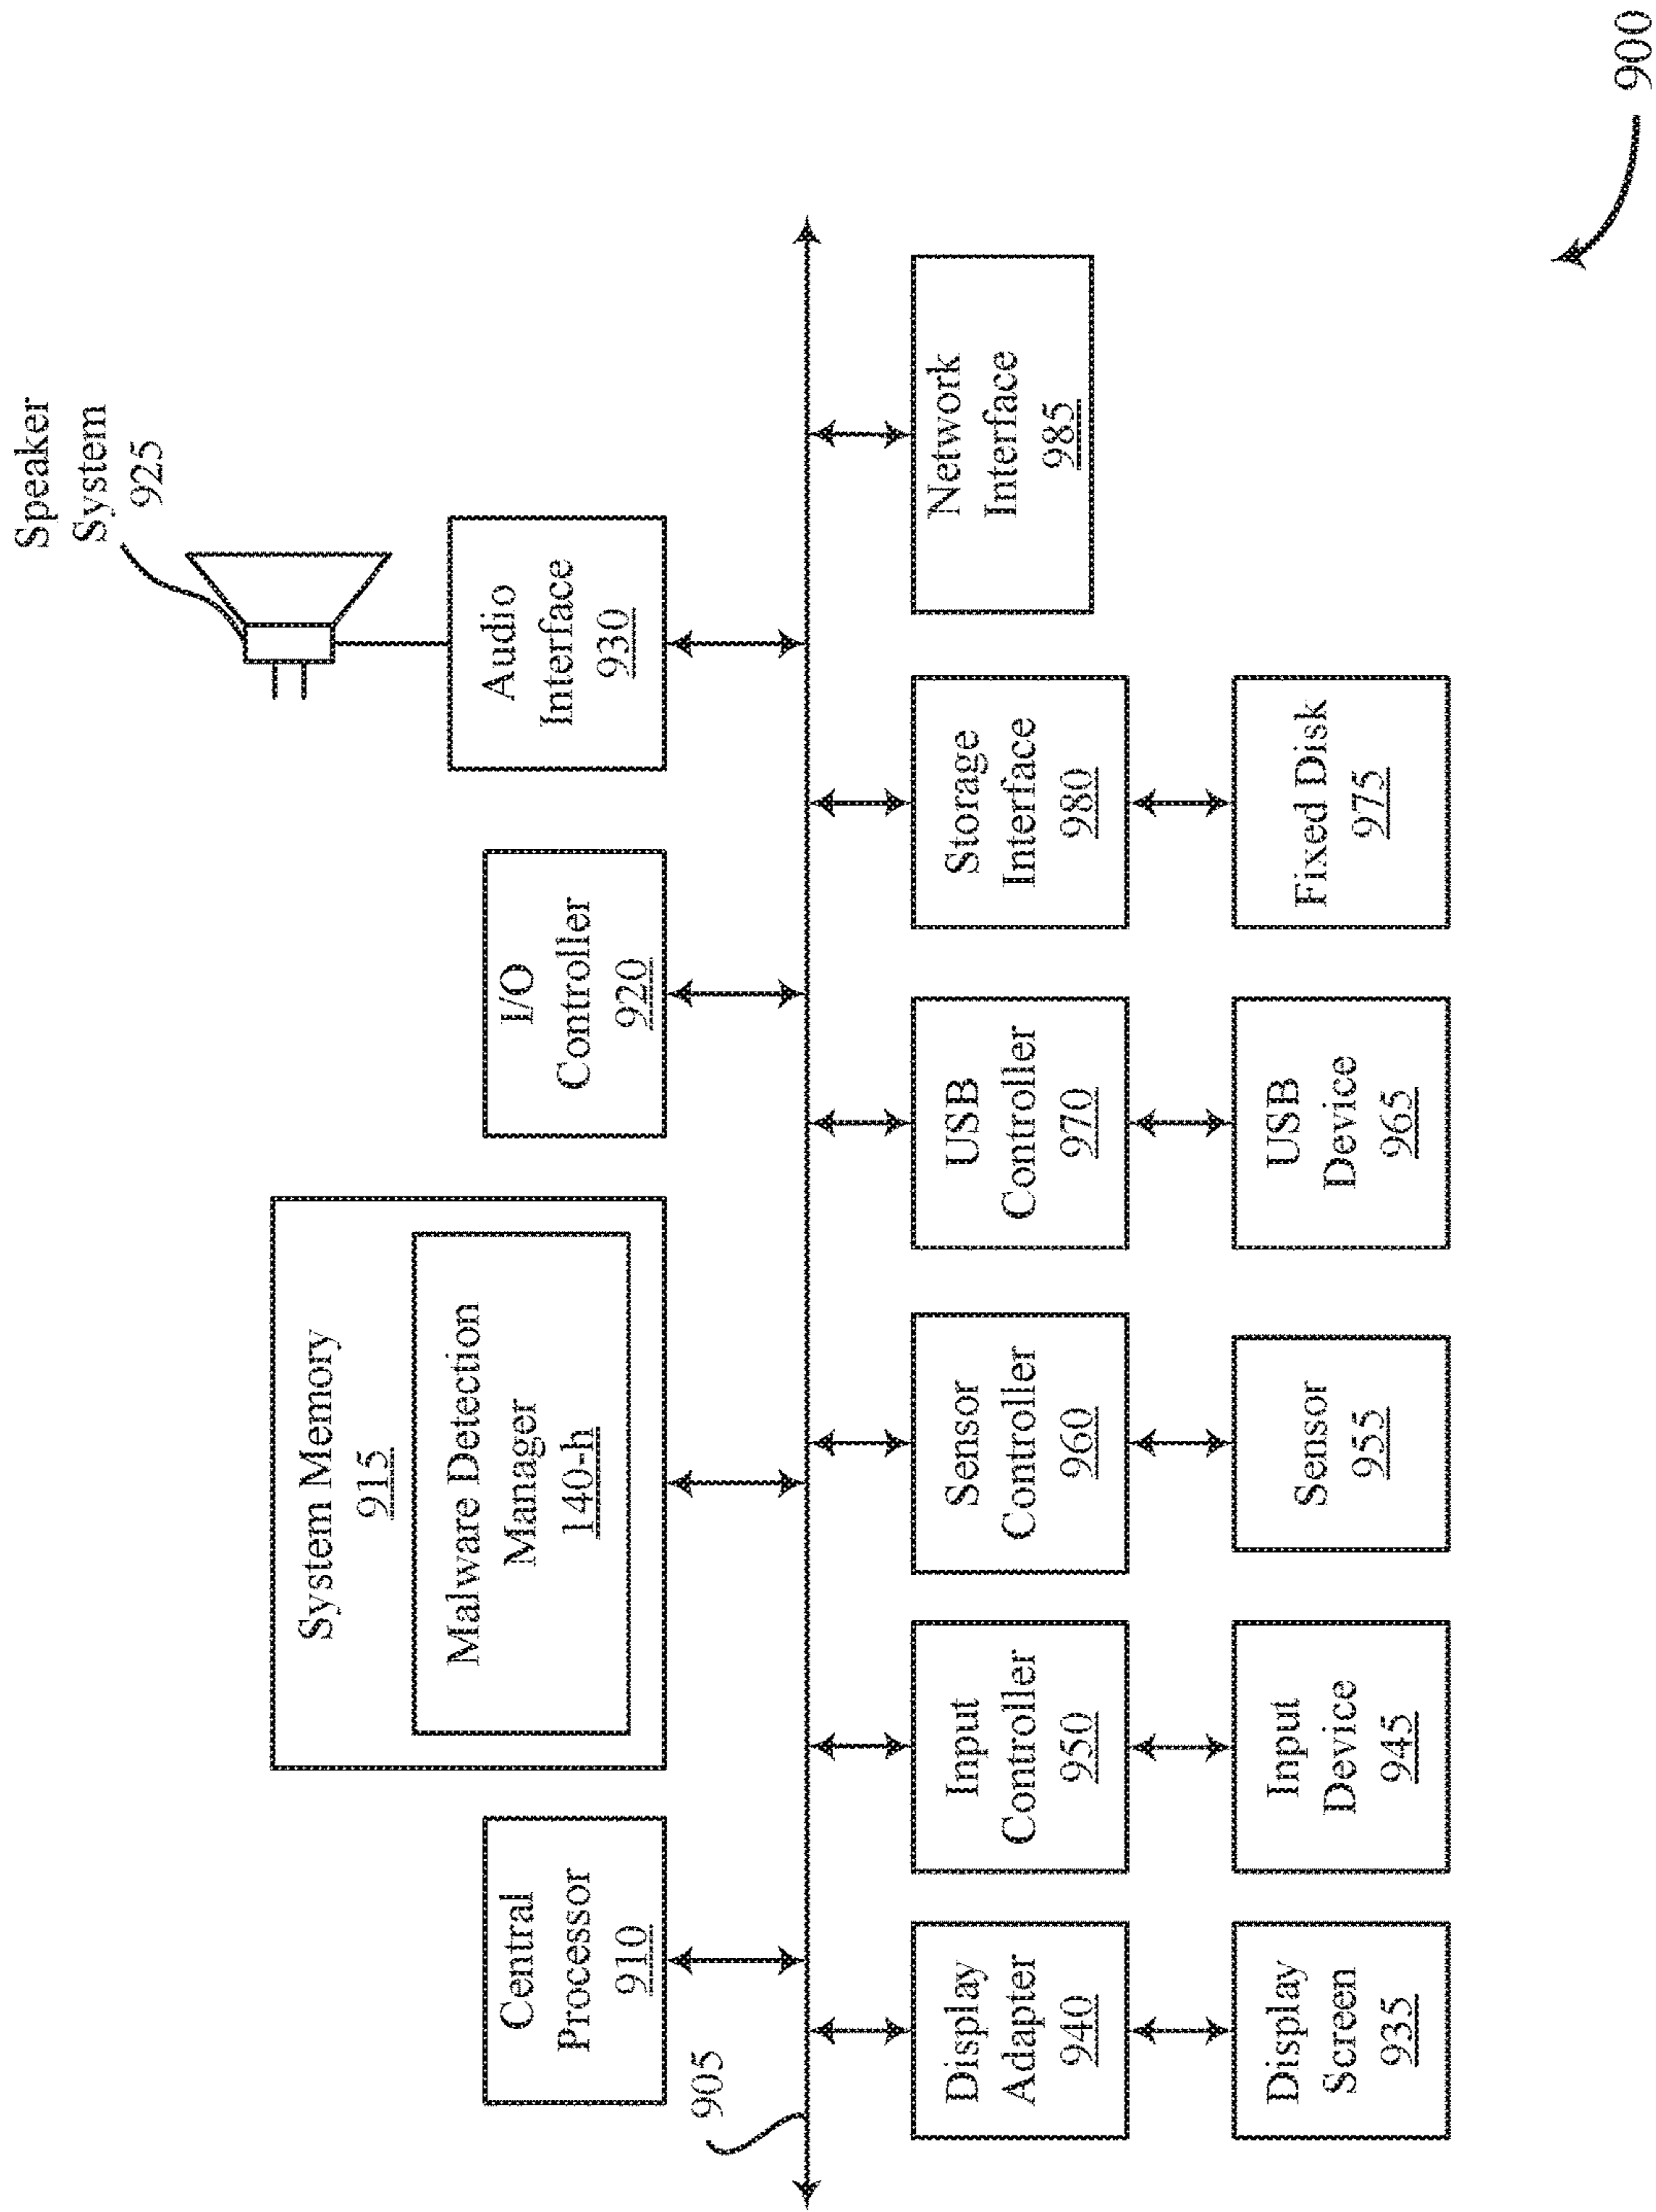 Speaker
System
925
System Memory
915
Malware Detection
Manager
140-h
Central
Processor
910
I/O
Controller
920
Audio
Interface
930
905
Display
Adapter
940
Input
Controller
950
Sensor
Controller
960
USB
Controller
970
Storage
Interface
980
Network
Interface
985
Display
Screen
935
Input
Device
945
Sensor
955
USB
Device
965
Fixed Disk
975
900